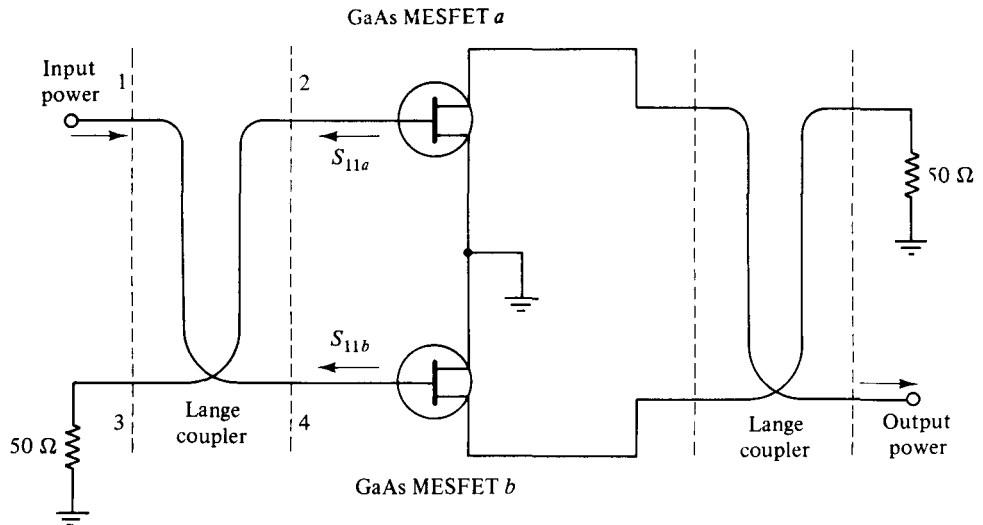 GaAs MESFET a
Input
power
1
2
S11a
50 Ω
S11b
3
Lange
coupler
4
50 Ω
Lange
coupler
Output
power
GaAs MESFET b